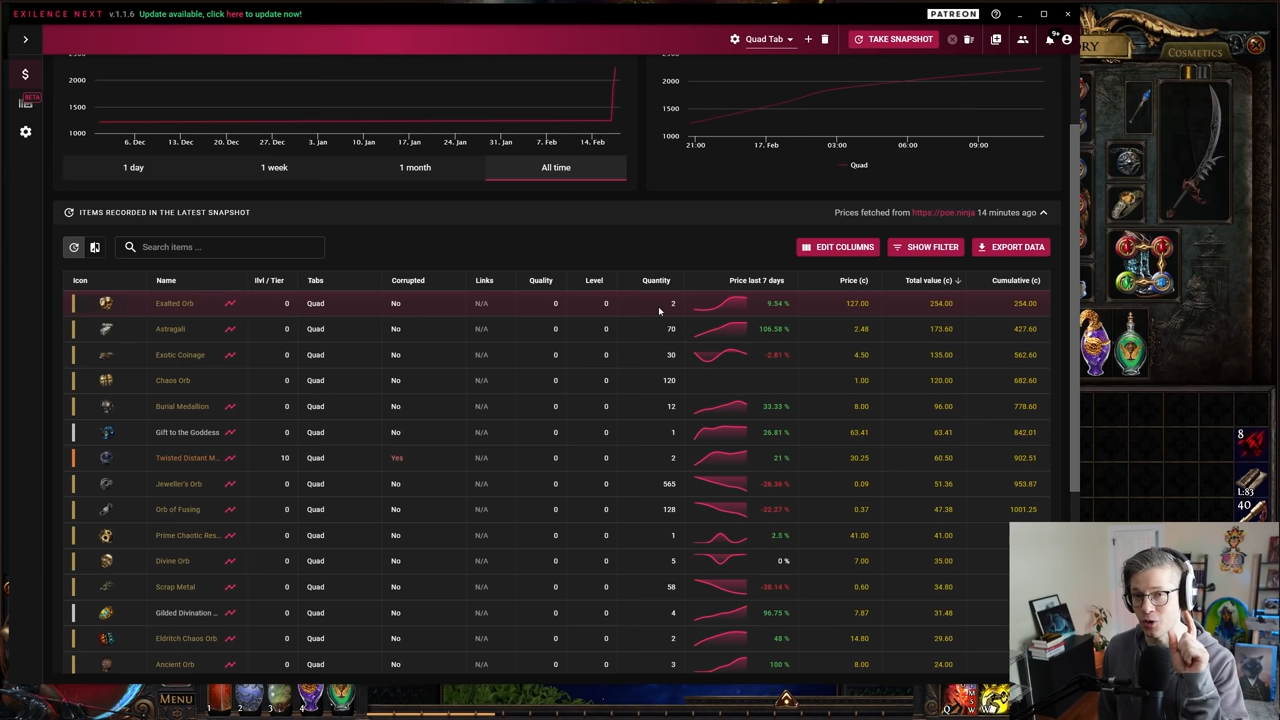 EXILENCE NEXT v.1.1.6 Update available, click here to update now!
PATREON
Quad Tab
TAKE SNAPSHOT
9+
BETA
COSMETICS
2000
1500
1000
6. Dec 13. Dec 20. Dec 27. Dec 3. Jan 10. Jan 17. Jan 24. Jan 31. Jan 7. Feb 14. Feb
1 day 1 week 1 month All time
2000
1500
1000
21:00 17. Feb 03:00 06:00 09:00
Quad
ITEMS RECORDED IN THE LATEST SNAPSHOT
Prices fetched from https://poe.ninja 14 minutes ago
Search items ...
EDIT COLUMNS SHOW FILTER EXPORT DATA
Icon Name Ilvl / Tier Tabs Corrupted Links Quality Level Quantity Price last 7 days Price (c) Total value (c) Cumulative (c)
Exalted Orb 0 Quad No N/A 0 0 2 9.54 % 127.00 254.00 254.00
Astragali 0 Quad No N/A 0 0 70 106.58 % 2.48 173.60 427.60
Exotic Coinage 0 Quad No N/A 0 0 30 -2.81 % 4.50 135.00 562.60
Chaos Orb 0 Quad No N/A 0 0 120 1.00 120.00 682.60
Burial Medallion 0 Quad No N/A 0 0 12 33.33 % 8.00 96.00 778.60
Gift to the Goddess 0 Quad No N/A 0 0 1 26.81 % 63.41 63.41 842.01
Twisted Distant M... 10 Quad Yes N/A 0 0 2 21 % 30.25 60.50 902.51
Jeweller's Orb 0 Quad No N/A 0 0 565 -26.36 % 0.09 51.36 953.87
Orb of Fusing 0 Quad No N/A 0 0 128 -22.27 % 0.37 47.38 1001.25
Prime Chaotic Res... 0 Quad No N/A 0 0 1 2.5 % 41.00 41.00
Divine Orb 0 Quad No N/A 0 0 5 0 % 7.00 35.00
Scrap Metal 0 Quad No N/A 0 0 58 -38.14 % 0.60 34.80
Gilded Divination ... 0 Quad No N/A 0 0 4 96.75 % 7.87 31.48
Eldritch Chaos Orb 0 Quad No N/A 0 0 2 48 % 14.80 29.60
Ancient Orb 0 Quad No N/A 0 0 3 100 % 8.00 24.00
8
L:83
40
MENU
1 2 3 4
Q